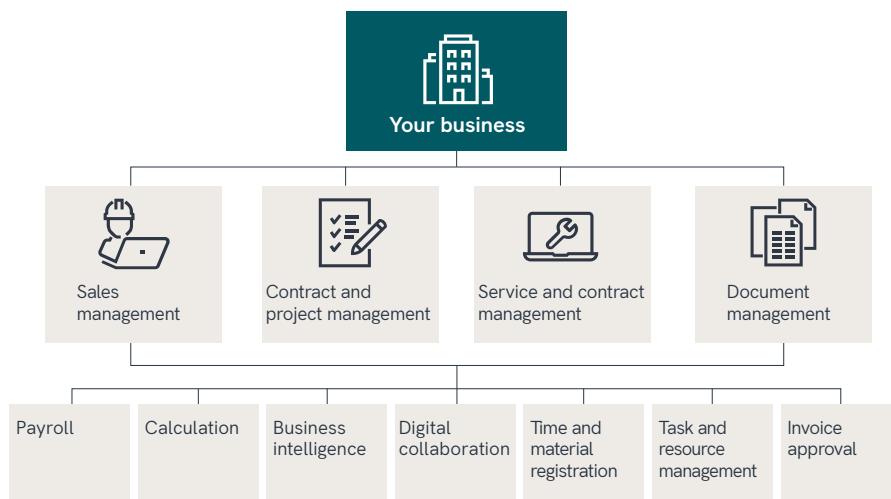 Your business
Sales
management
Contract and
project management
Service and contract
management
Document
management
Payroll
Calculation
Business
intelligence
Digital
collaboration
Time and
material
registration
Task and
resource
management
Invoice
approval